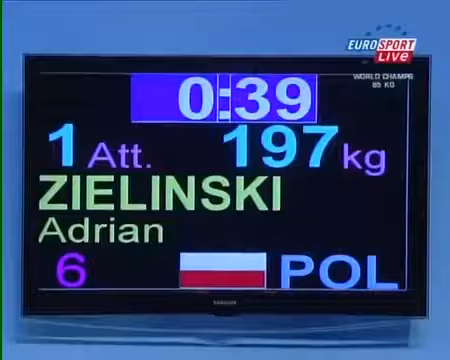 EUROSPORT
LIVE
WORLD CHAMPS
85 KG
0:39
1 Att. 197 kg
ZIELINSKI
Adrian
6 POL
SAMSUNG